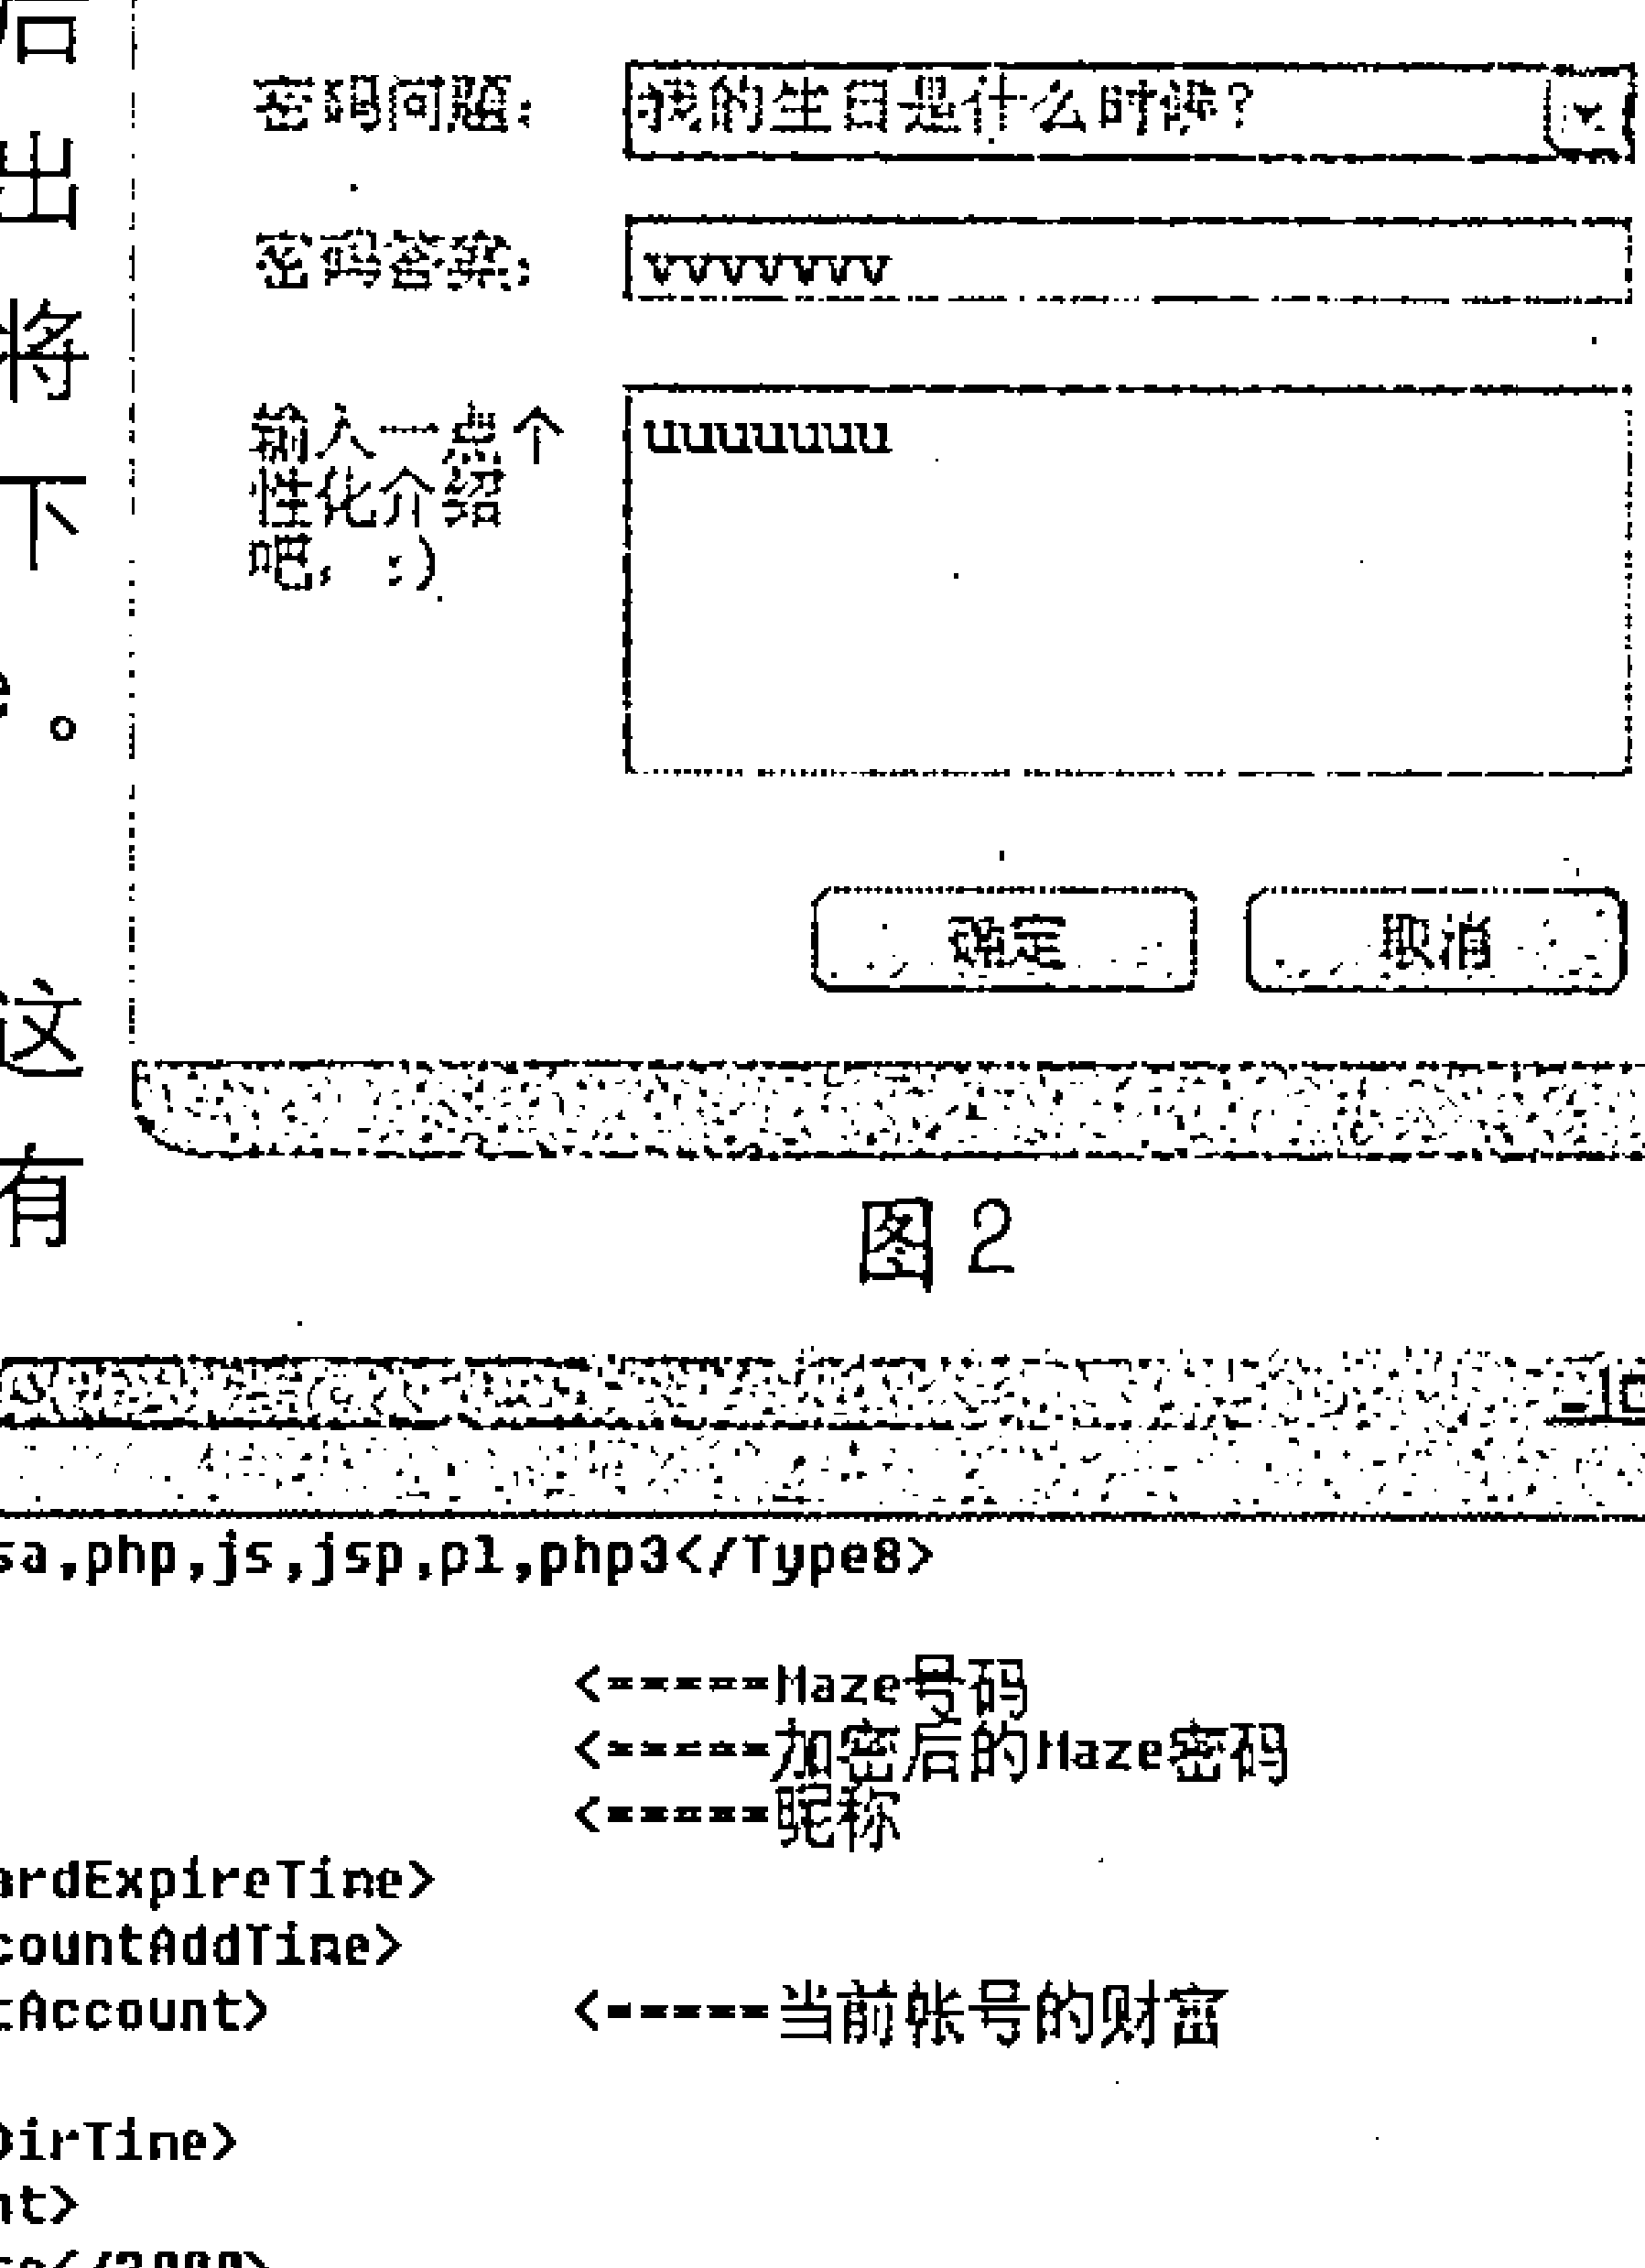 后
出
将
下
。
这
有
密码问题:
我的生日是什么时候?
密码答案:
vvvvvvv
输入一点个
性化介绍
吧, :)
uuuuuuu
确定
取消
图 2
sa,php,js,jsp,pl,php3</Type8>
<=====Maze号码
<=====加密后的Maze密码
<=====昵称
ardExpireTime>
countAddTime>
tAccount> <=====当前帐号的财富
DirTime>
nt>